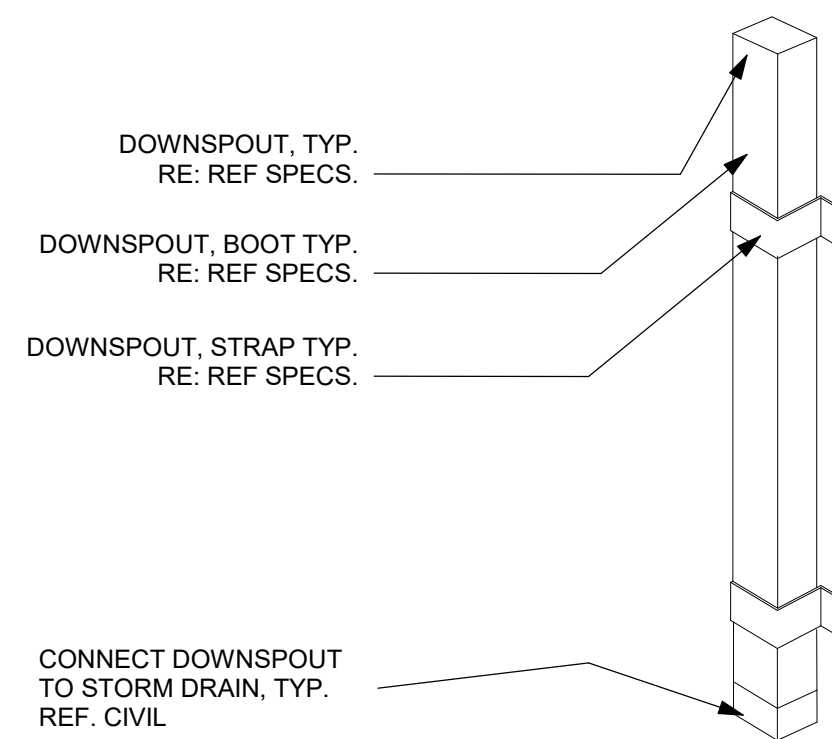 DOWNSPOUT, TYP.
RE: REF SPECS.
DOWNSPOUT, BOOT TYP.
RE: REF SPECS.
DOWNSPOUT, STRAP TYP.
RE: REF SPECS.
CONNECT DOWNSPOUT
TO STORM DRAIN, TYP.
REF. CIVIL